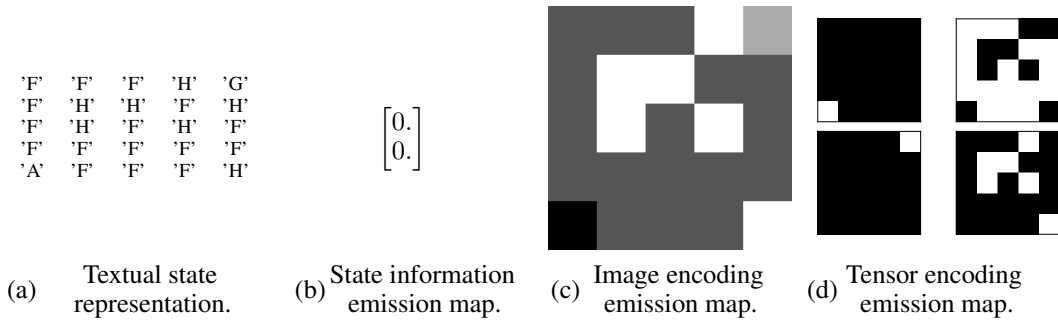 'F' 'F' 'F' 'H' 'G'
'F' 'H' 'H' 'F' 'H'
'F' 'H' 'F' 'H' 'F'
'F' 'F' 'F' 'F' 'F'
'A' 'F' 'F' 'F' 'H'
[0.
0.]
(a) Textual state
representation.
(b) State information
emission map.
(c) Image encoding
emission map.
(d) Tensor encoding
emission map.